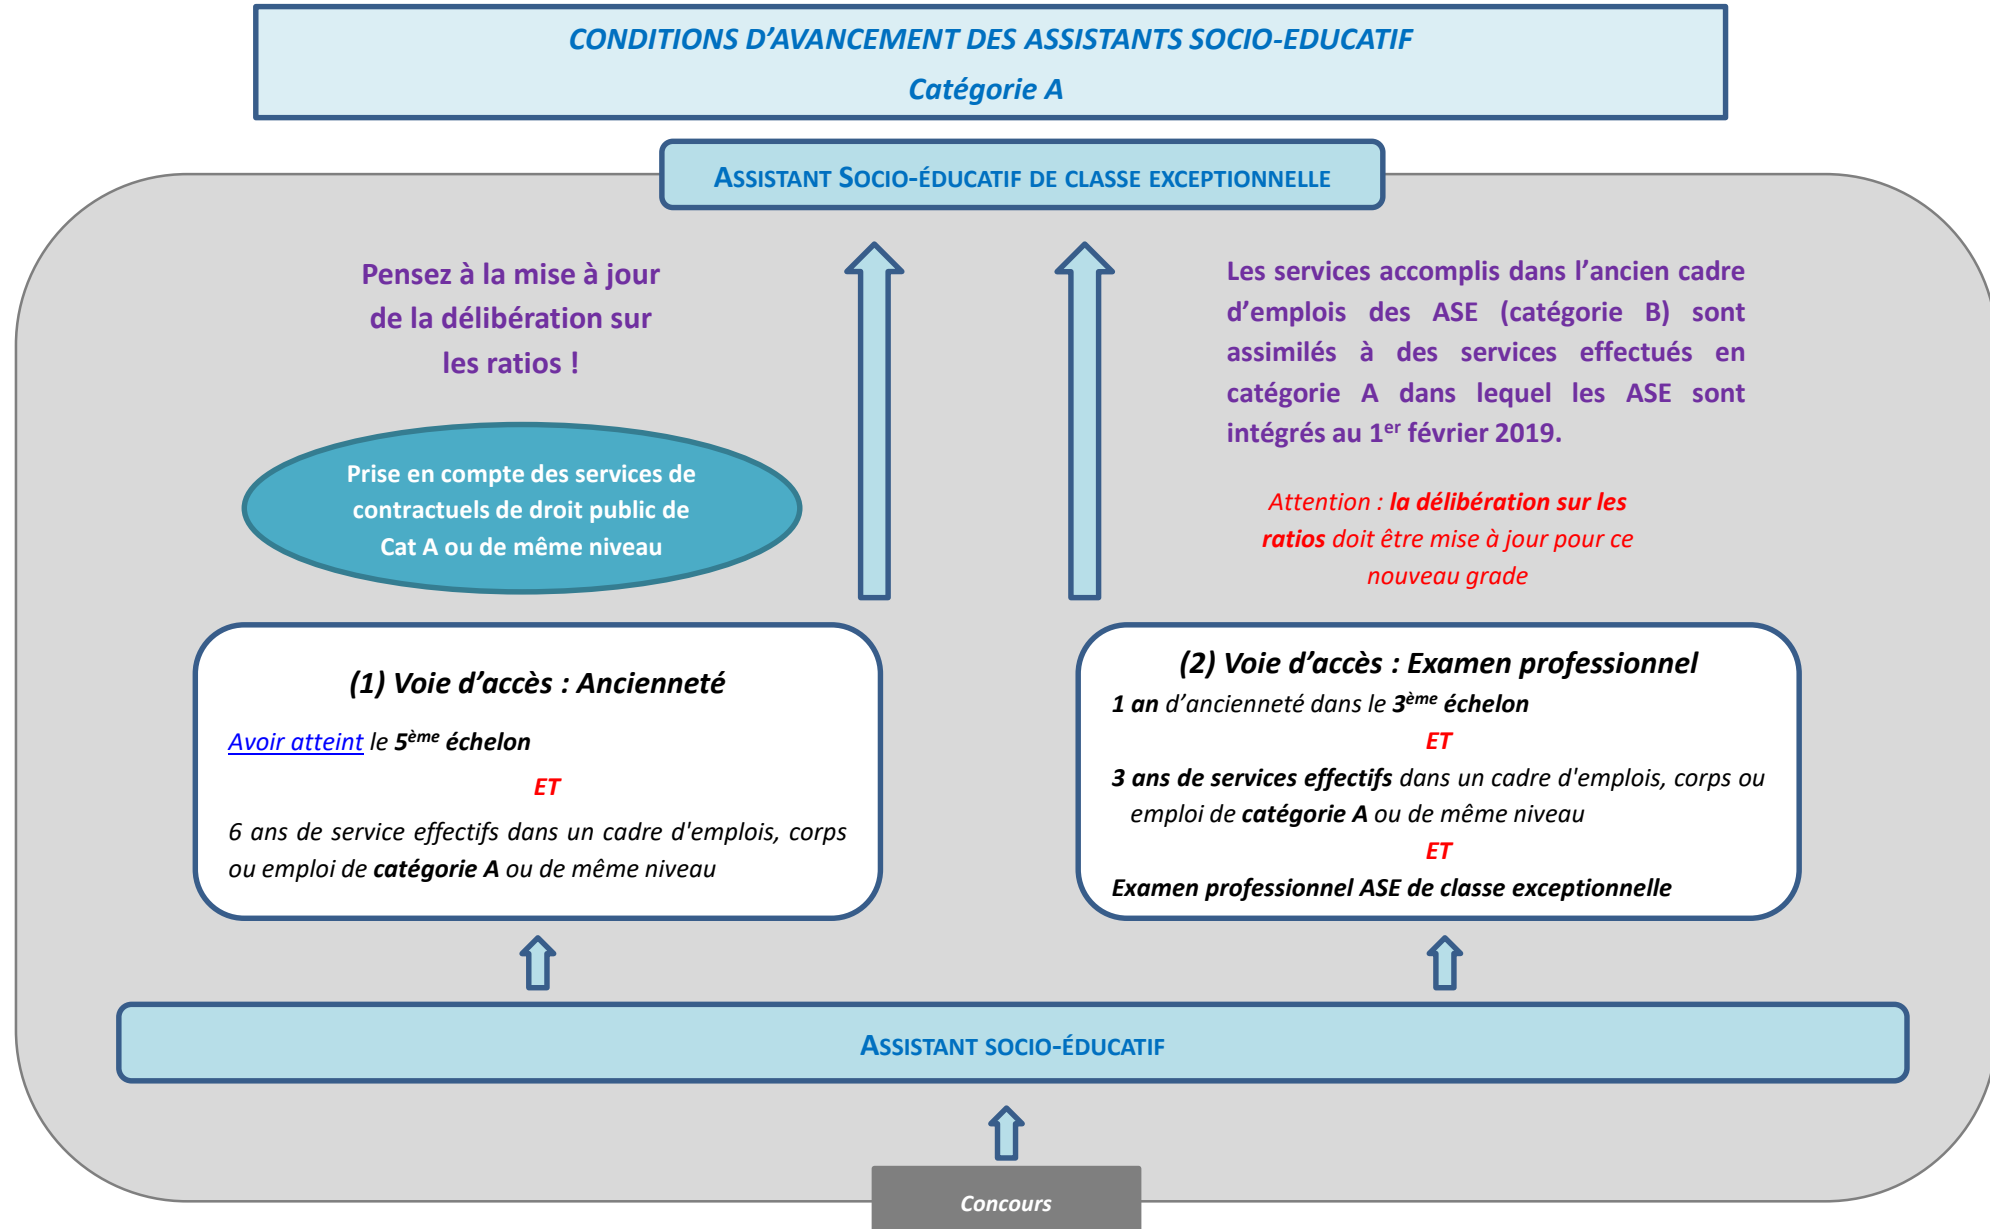 CONDITIONS D'AVANCEMENT DES ASSISTANTS SOCIO-EDUCATIF
Catégorie A
ASSISTANT SOCIO-ÉDUCATIF DE CLASSE EXCEPTIONNELLE
Pensez à la mise à jour
de la délibération sur
les ratios !
Prise en compte des services de
contractuels de droit public de
Cat A ou de même niveau
Les services accomplis dans l'ancien cadre
d'emplois des ASE (catégorie B) sont
assimilés à des services effectués en
catégorie A dans lequel les ASE sont
intégrés au 1er février 2019.
Attention : la délibération sur les
ratios doit être mise à jour pour ce
nouveau grade
(1) Voie d'accès : Ancienneté
Avoir atteint le 5ème échelon
ET
6 ans de service effectifs dans un cadre d'emplois, corps
ou emploi de catégorie A ou de même niveau
(2) Voie d'accès : Examen professionnel
1 an d'ancienneté dans le 3ème échelon
ET
3 ans de services effectifs dans un cadre d'emplois, corps ou
emploi de catégorie A ou de même niveau
ET
Examen professionnel ASE de classe exceptionnelle
ASSISTANT SOCIO-ÉDUCATIF
Concours